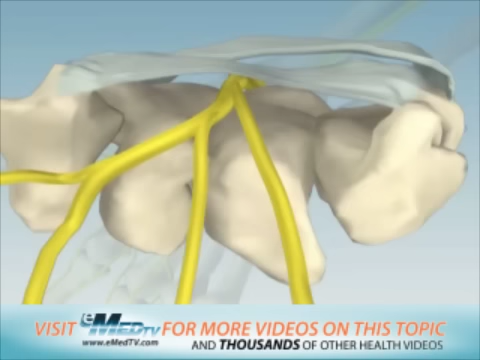 VISIT eMEDTV FOR MORE VIDEOS ON THIS TOPIC
www.eMedTV.com AND THOUSANDS OF OTHER HEALTH VIDEOS